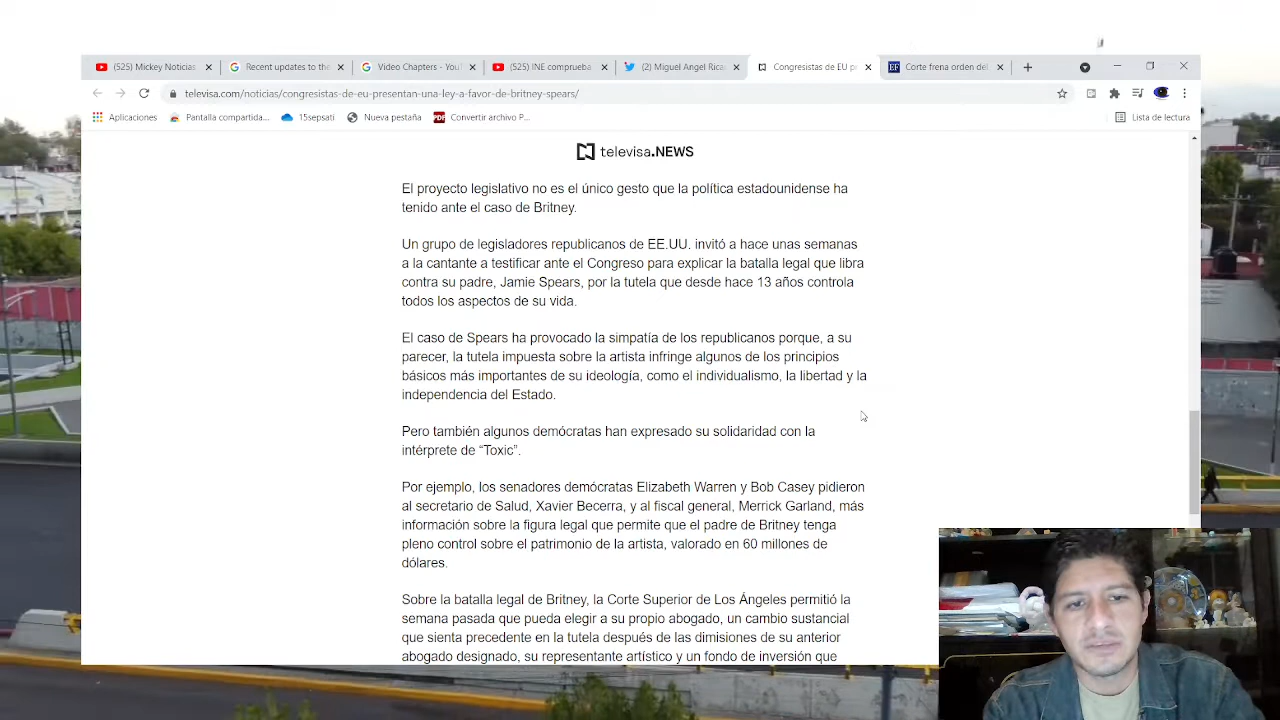 (525) Mickey Noticias
Recent updates to the
Video Chapters - YouT
(525) INE comprueba
(2) Miguel Angel Rica
Congresistas de EU pr
Corte frena orden del
televisa.com/noticias/congresistas-de-eu-presentan-una-ley-a-favor-de-britney-spears/
Aplicaciones
Pantalla compartida...
15sepsati
Nueva pestaña
PDF
Convertir archivo P...
Lista de lectura
televisa.NEWS
El proyecto legislativo no es el único gesto que la política estadounidense ha
tenido ante el caso de Britney.
Un grupo de legisladores republicanos de EE.UU. invitó a hace unas semanas
a la cantante a testificar ante el Congreso para explicar la batalla legal que libra
contra su padre, Jamie Spears, por la tutela que desde hace 13 años controla
todos los aspectos de su vida.
El caso de Spears ha provocado la simpatía de los republicanos porque, a su
parecer, la tutela impuesta sobre la artista infringe algunos de los principios
básicos más importantes de su ideología, como el individualismo, la libertad y la
independencia del Estado.
Pero también algunos demócratas han expresado su solidaridad con la
intérprete de “Toxic”.
Por ejemplo, los senadores demócratas Elizabeth Warren y Bob Casey pidieron
al secretario de Salud, Xavier Becerra, y al fiscal general, Merrick Garland, más
información sobre la figura legal que permite que el padre de Britney tenga
pleno control sobre el patrimonio de la artista, valorado en 60 millones de
dólares.
Sobre la batalla legal de Britney, la Corte Superior de Los Ángeles permitió la
semana pasada que pueda elegir a su propio abogado, un cambio sustancial
que sienta precedente en la tutela después de las dimisiones de su anterior
abogado designado, su representante artístico y un fondo de inversión que